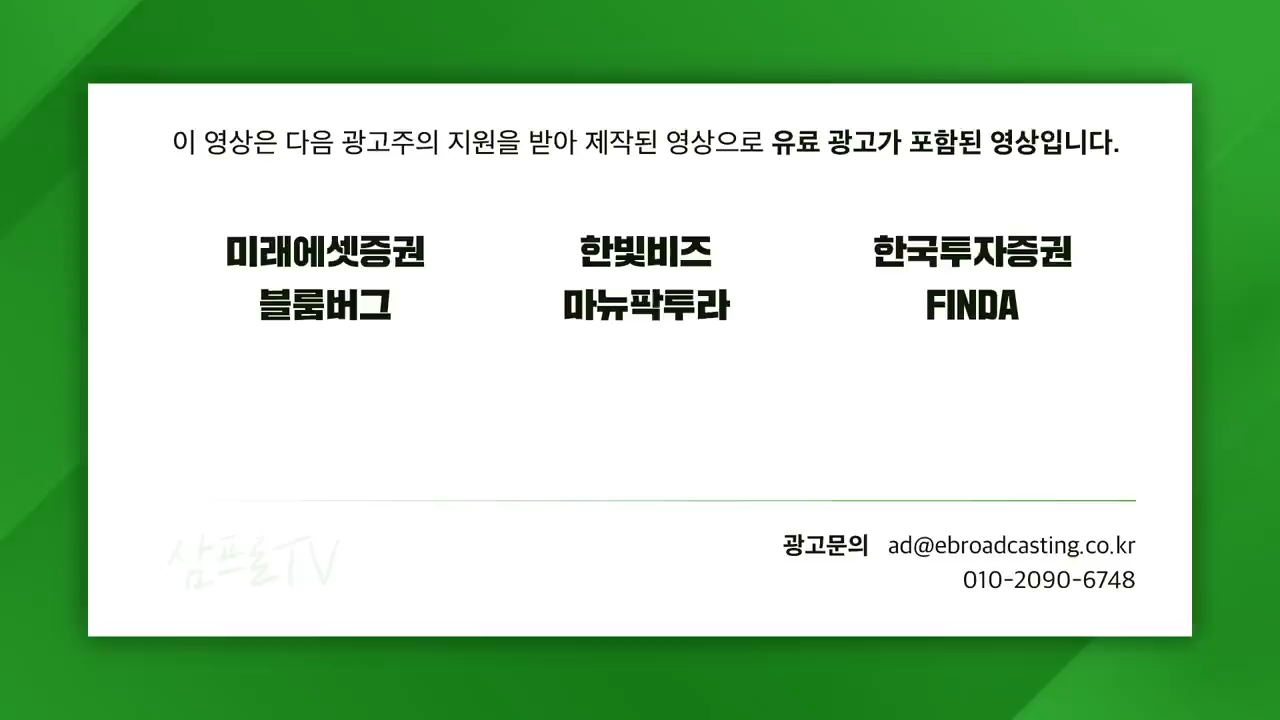 이 영상은 다음 광고주의 지원을 받아 제작된 영상으로 유료 광고가 포함된 영상입니다.
미래에셋증권 한빛비즈 한국투자증권
블룸버그 마뉴팍투라 FINDA
삼프로TV
광고문의 ad@ebroadcasting.co.kr
010-2090-6748